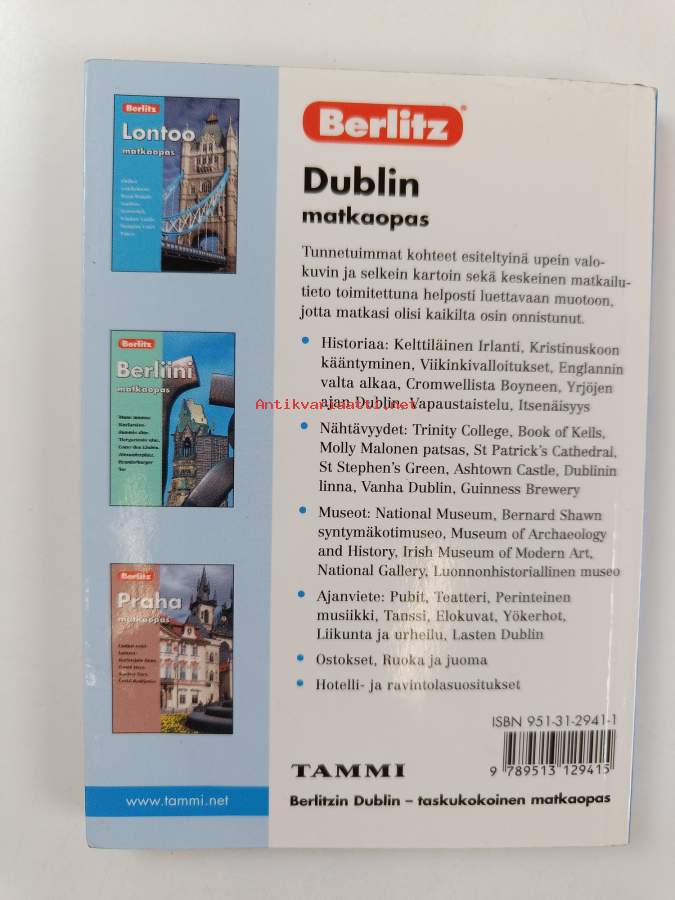 Berlitz
Lontoo
matkaopas
Berlitz
Berliini
matkaopas
Berlitz
Praha
matkaopas
www.tammi.net
Berlitz®
Dublin
matkaopas
Tunnetuimmat kohteet esiteltyinä upein valo-
kuvin ja selkein kartoin sekä keskeinen matkailu-
tieto toimitettuna helposti luettavaan muotoon,
jotta matkasi olisi kaikilta osin onnistunut.
• Historiaa: Kelttiläinen Irlanti, Kristinuskoon
kääntyminen, Viikinkivalloitukset, Englannin
valta alkaa, Cromwellista Boyneen, Yrjöjen
ajan Dublin, Vapaustaistelu, Itsenäisyys
Antikvariaatti.net
• Nähtävyydet: Trinity College, Book of Kells,
Molly Malonen patsas, St Patrick's Cathedral,
St Stephen's Green, Ashtown Castle, Dublinin
linna, Vanha Dublin, Guinness Brewery
• Museot: National Museum, Bernard Shawn
syntymäkotimuseo, Museum of Archaeology
and History, Irish Museum of Modern Art,
National Gallery, Luonnonhistoriallinen museo
• Ajanviete: Pubit, Teatteri, Perinteinen
musiikki, Tanssi, Elokuvat, Yökerhot,
Liikunta ja urheilu, Lasten Dublin
• Ostokset, Ruoka ja juoma
• Hotelli- ja ravintolasuositukset
ISBN 951-31-2941-1
9 789513 129415
TAMMI
Berlitzin Dublin – taskukokoinen matkaopas